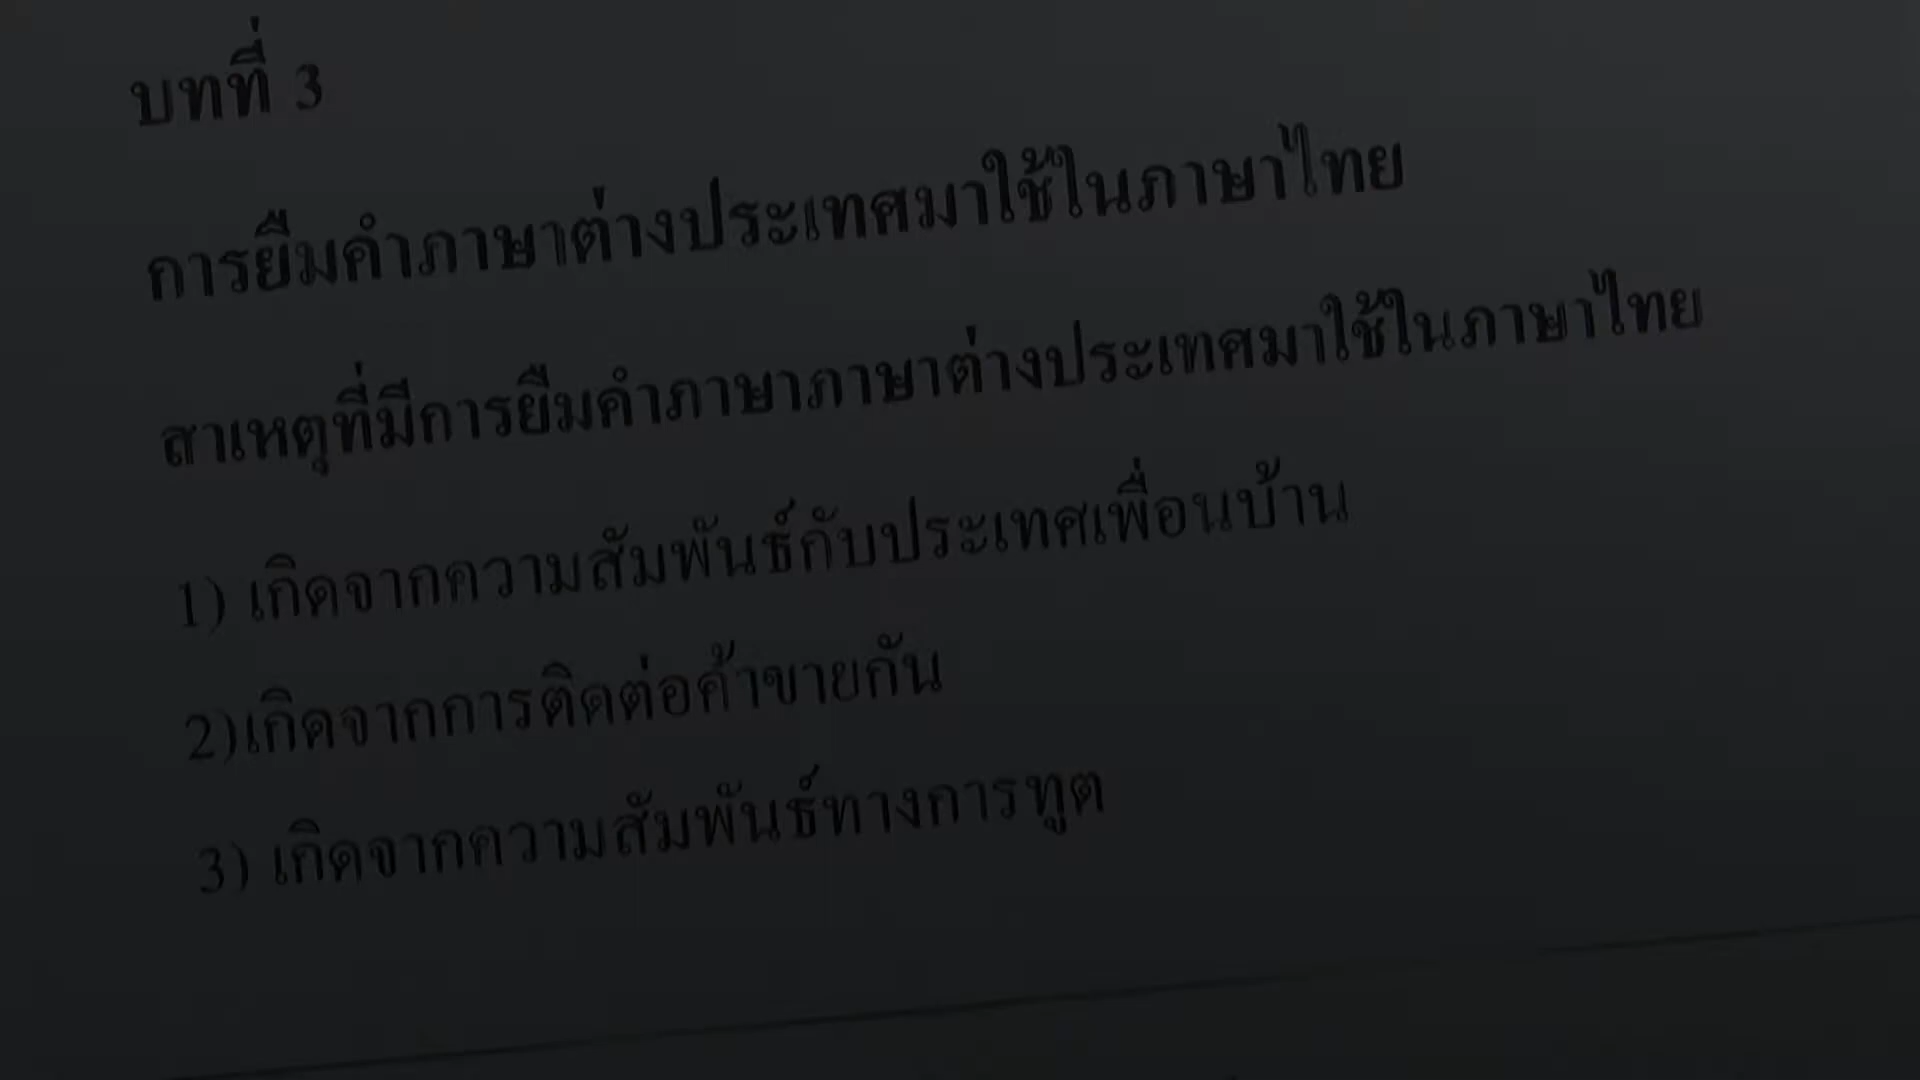 บทที่ 3
การยืมคำภาษาต่างประเทศมาใช้ในภาษาไทย
สาเหตุที่มีการยืมคำภาษาภาษาต่างประเทศมาใช้ในภาษาไทย
1) เกิดจากความสัมพันธ์กับประเทศเพื่อนบ้าน
2)เกิดจากการติดต่อค้าขายกัน
3) เกิดจากความสัมพันธ์ทางการทูต